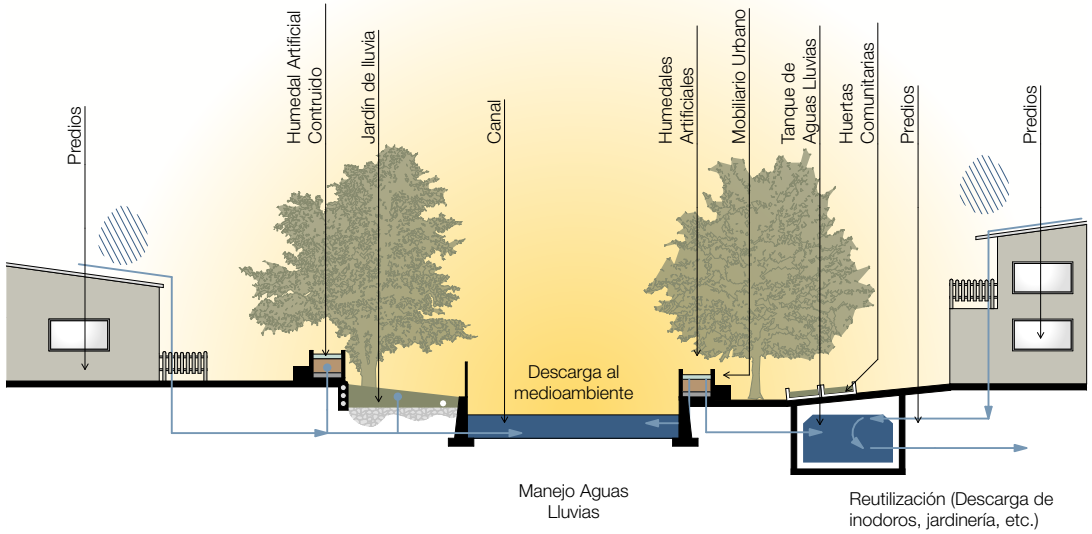 Predios
Humedal Artificial
Contruido
Jardín de lluvia
Canal
Humedales
Artificiales
Mobiliario Urbano
Tanque de
Aguas Lluvias
Huertas
Comunitarias
Predios
Predios
Descarga al
medioambiente
Manejo Aguas
Lluvias
Reutilización (Descarga de
inodoros, jardinería, etc.)